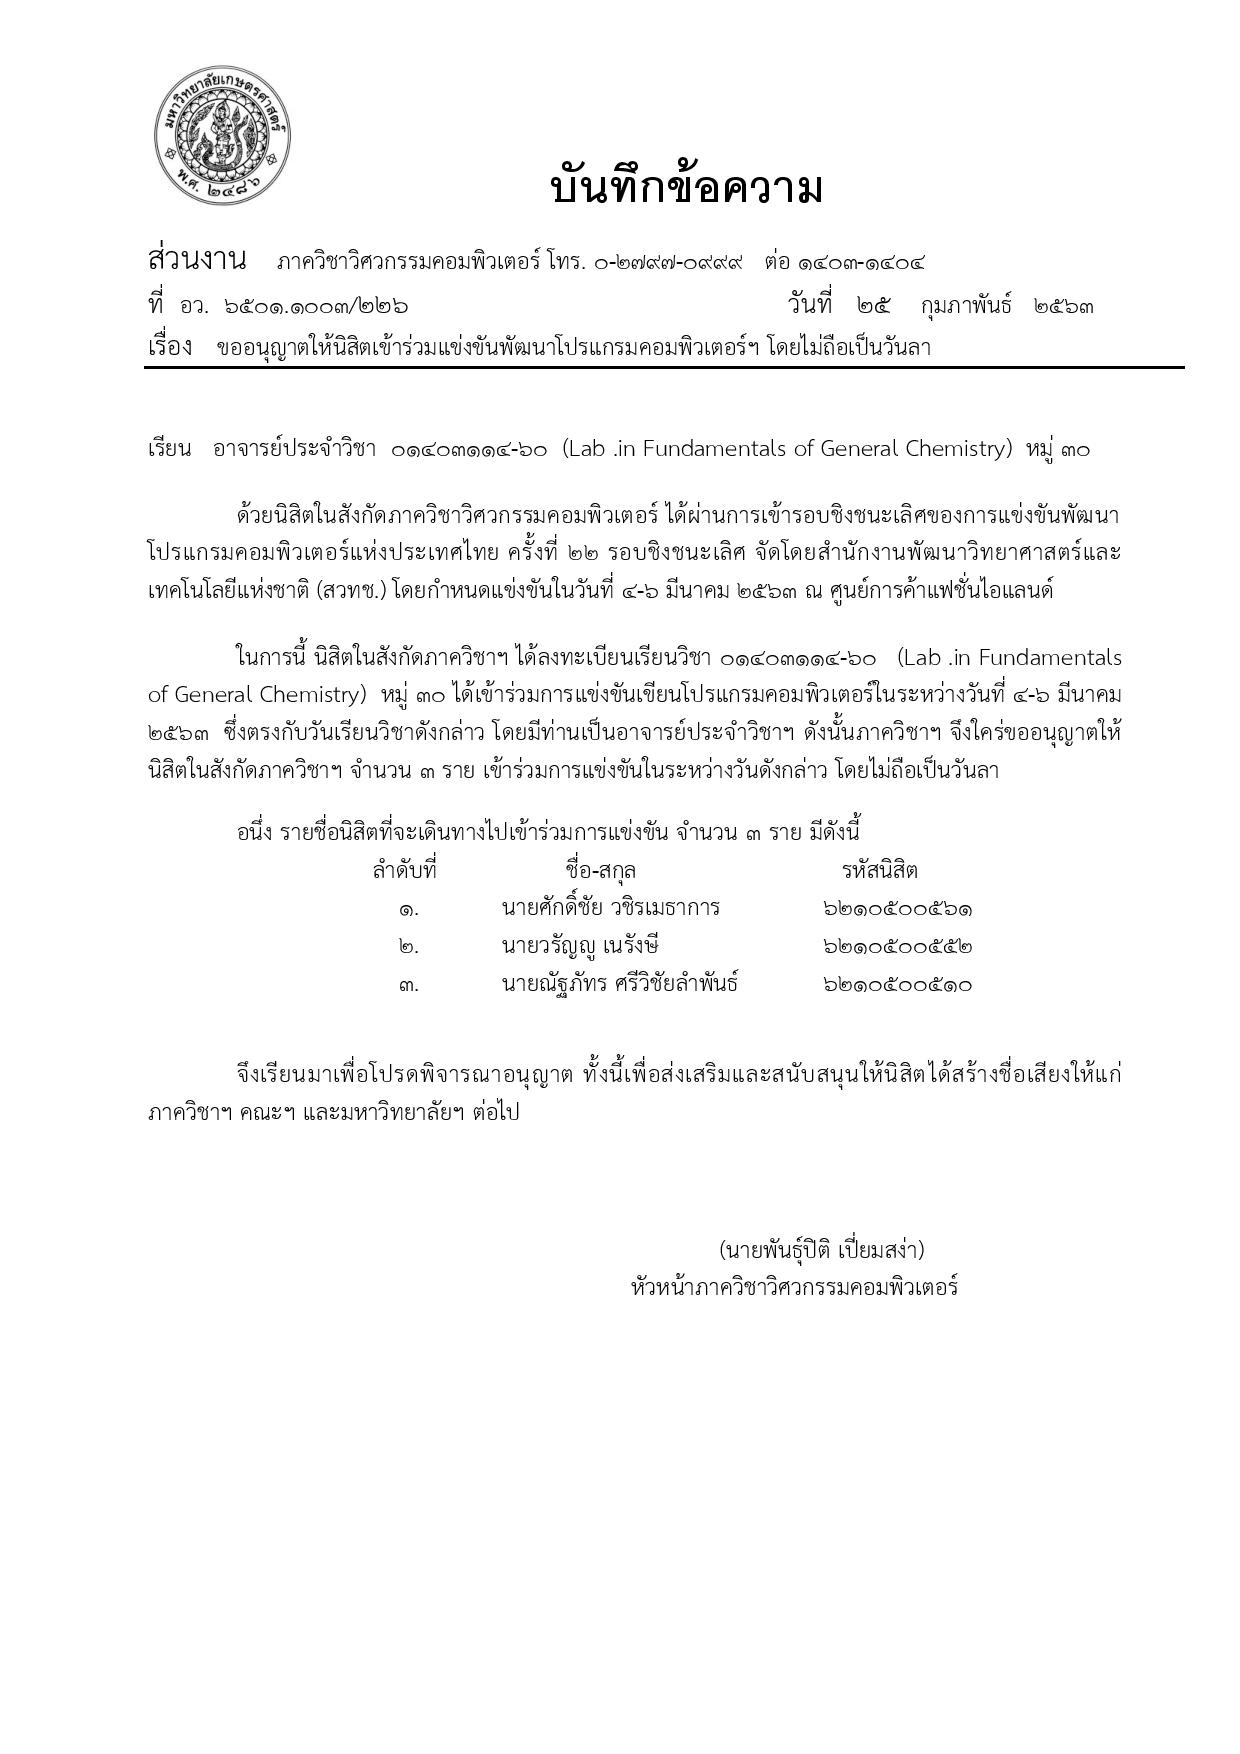 มหาวิทยาลัยเกษตรศาสตร์
พ.ศ. ๒๔๘๖
บันทึกข้อความ
ส่วนงาน ภาควิชาวิศวกรรมคอมพิวเตอร์ โทร. ๐-๒๗๙๗-๐๙๙๙ ต่อ ๑๔๐๓-๑๔๐๔
ที่ อว. ๖๕๐๑.๑๐๐๓/๒๒๖ วันที่ ๒๕ กุมภาพันธ์ ๒๕๖๓
เรื่อง ขออนุญาตให้นิสิตเข้าร่วมแข่งขันพัฒนาโปรแกรมคอมพิวเตอร์ฯ โดยไม่ถือเป็นวันลา
เรียน อาจารย์ประจำวิชา ๐๑๔๐๓๑๑๔-๖๐ (Lab .in Fundamentals of General Chemistry) หมู่ ๓๐
ด้วยนิสิตในสังกัดภาควิชาวิศวกรรมคอมพิวเตอร์ ได้ผ่านการเข้ารอบชิงชนะเลิศของการแข่งขันพัฒนา
โปรแกรมคอมพิวเตอร์แห่งประเทศไทย ครั้งที่ ๒๒ รอบชิงชนะเลิศ จัดโดยสำนักงานพัฒนาวิทยาศาสตร์และ
เทคโนโลยีแห่งชาติ (สวทช.) โดยกำหนดแข่งขันในวันที่ ๔-๖ มีนาคม ๒๕๖๓ ณ ศูนย์การค้าแฟชั่นไอแลนด์
ในการนี้ นิสิตในสังกัดภาควิชาฯ ได้ลงทะเบียนเรียนวิชา ๐๑๔๐๓๑๑๔-๖๐ (Lab .in Fundamentals
of General Chemistry) หมู่ ๓๐ ได้เข้าร่วมการแข่งขันเขียนโปรแกรมคอมพิวเตอร์ในระหว่างวันที่ ๔-๖ มีนาคม
๒๕๖๓ ซึ่งตรงกับวันเรียนวิชาดังกล่าว โดยมีท่านเป็นอาจารย์ประจำวิชาฯ ดังนั้นภาควิชาฯ จึงใคร่ขออนุญาตให้
นิสิตในสังกัดภาควิชาฯ จำนวน ๓ ราย เข้าร่วมการแข่งขันในระหว่างวันดังกล่าว โดยไม่ถือเป็นวันลา
อนึ่ง รายชื่อนิสิตที่จะเดินทางไปเข้าร่วมการแข่งขัน จำนวน ๓ ราย มีดังนี้
ลำดับที่ ชื่อ-สกุล รหัสนิสิต
๑. นายศักดิ์ชัย วชิรเมธาการ ๖๒๑๐๕๐๐๕๖๑
๒. นายวรัญญู เนรังษี ๖๒๑๐๕๐๐๕๕๒
๓. นายณัฐภัทร ศรีวิชัยลำพันธ์ ๖๒๑๐๕๐๐๕๑๐
จึงเรียนมาเพื่อโปรดพิจารณาอนุญาต ทั้งนี้เพื่อส่งเสริมและสนับสนุนให้นิสิตได้สร้างชื่อเสียงให้แก่
ภาควิชาฯ คณะฯ และมหาวิทยาลัยฯ ต่อไป
(นายพันธุ์ปิติ เปี่ยมสง่า)
หัวหน้าภาควิชาวิศวกรรมคอมพิวเตอร์